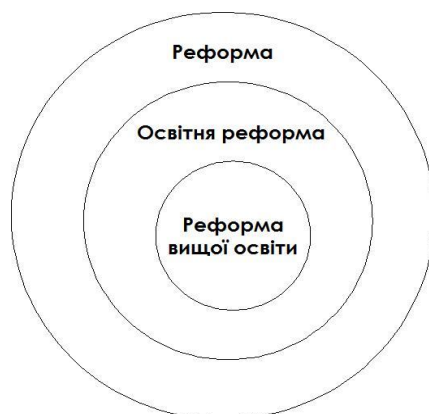 Реформа
Освітня реформа
Реформа
вищої освіти